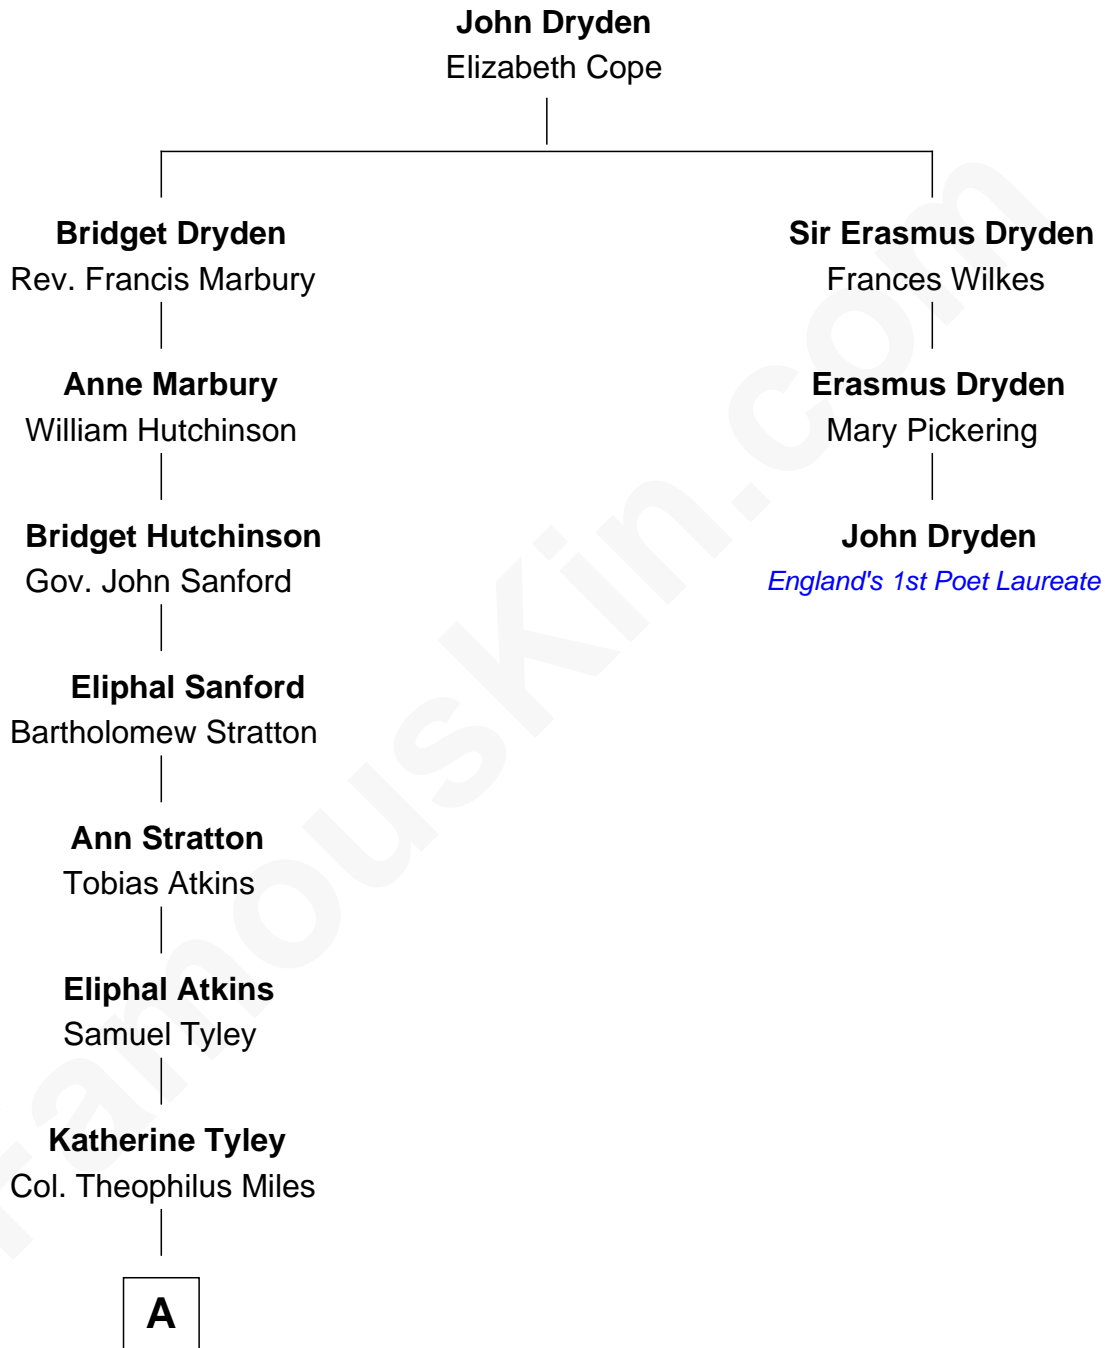 John Dryden
Elizabeth Cope
Bridget Dryden
Rev. Francis Marbury
Sir Erasmus Dryden
Frances Wilkes
Anne Marbury
William Hutchinson
Erasmus Dryden
Mary Pickering
Bridget Hutchinson
Gov. John Sanford
John Dryden
England's 1st Poet Laureate
Eliphal Sanford
Bartholomew Stratton
Ann Stratton
Tobias Atkins
Eliphal Atkins
Samuel Tyley
Katherine Tyley
Col. Theophilus Miles
A
FamousKin.com